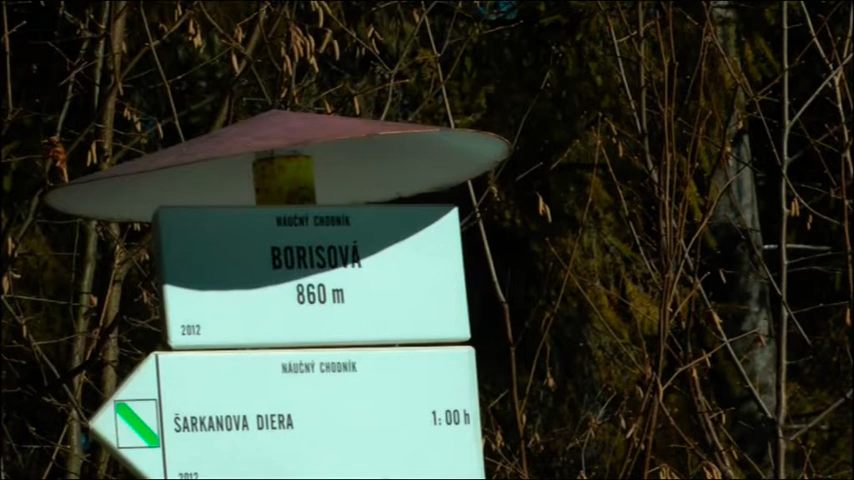 NÁUČNÝ CHODNÍK
BORISOVÁ
860 m
2012
NÁUČNÝ CHODNÍK
ŠARKANOVA DIERA 1:00 h
2012